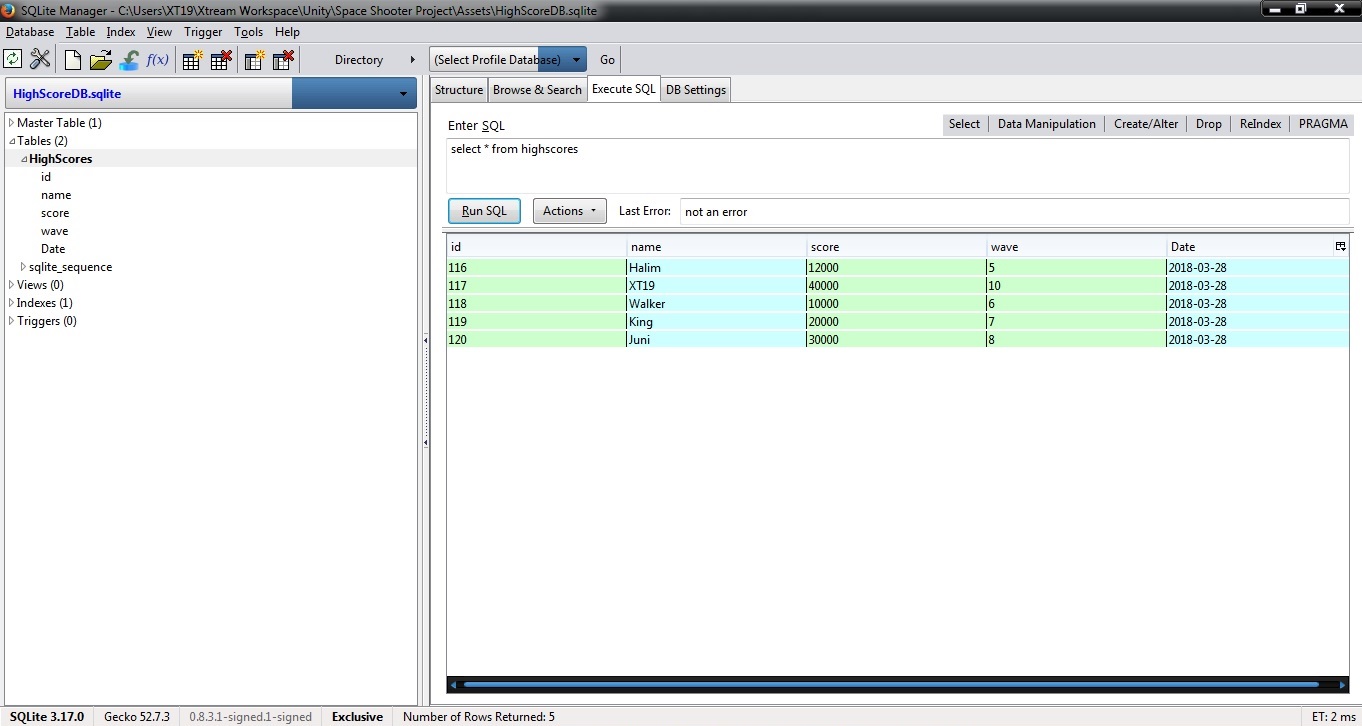 SQLite Manager - C:\Users\XT19\Xtream Workspace\Unity\Space Shooter Project\Assets\HighScoreDB.sqlite
Database Table Index View Trigger Tools Help
f(x) Directory (Select Profile Database) Go
HighScoreDB.sqlite
Master Table (1)
Tables (2)
HighScores
id
name
score
wave
Date
sqlite_sequence
Views (0)
Indexes (1)
Triggers (0)
Structure Browse & Search Execute SQL DB Settings
Enter SQL Select Data Manipulation Create/Alter Drop ReIndex PRAGMA
select * from highscores
Run SQL Actions Last Error: not an error
id name score wave Date
116 Halim 12000 5 2018-03-28
117 XT19 40000 10 2018-03-28
118 Walker 10000 6 2018-03-28
119 King 20000 7 2018-03-28
120 Juni 30000 8 2018-03-28
SQLite 3.17.0 Gecko 52.7.3 0.8.3.1-signed.1-signed Exclusive Number of Rows Returned: 5 ET: 2 ms